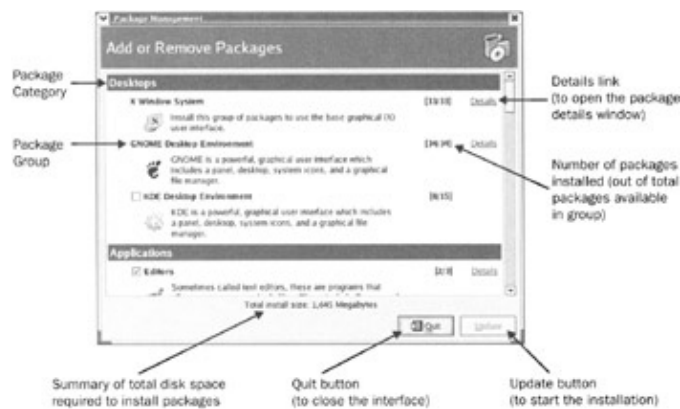 Package Management
Add or Remove Packages
Desktops
X Window System
Details
Install this group of packages to use the base graphical (X)
user interface.
GNOME Desktop Environment
[34/34]
Details
GNOME is a powerful, graphical user interface which
includes a panel, desktop, system icons, and a graphical
file manager.
KDE Desktop Environment
KDE is a powerful, graphical user interface which includes
a panel, desktop, system icons, and a graphical file
manager.
Applications
Editors
Details
Sometimes called text editors, these are programs that
Total install size: 1,645 Megabytes
Quit
Update
Package
Category
Package
Group
Details link
(to open the package
details window)
Number of packages
installed (out of total
packages available
in group)
Summary of total disk space
required to install packages
Quit button
(to close the interface)
Update button
(to start the installation)